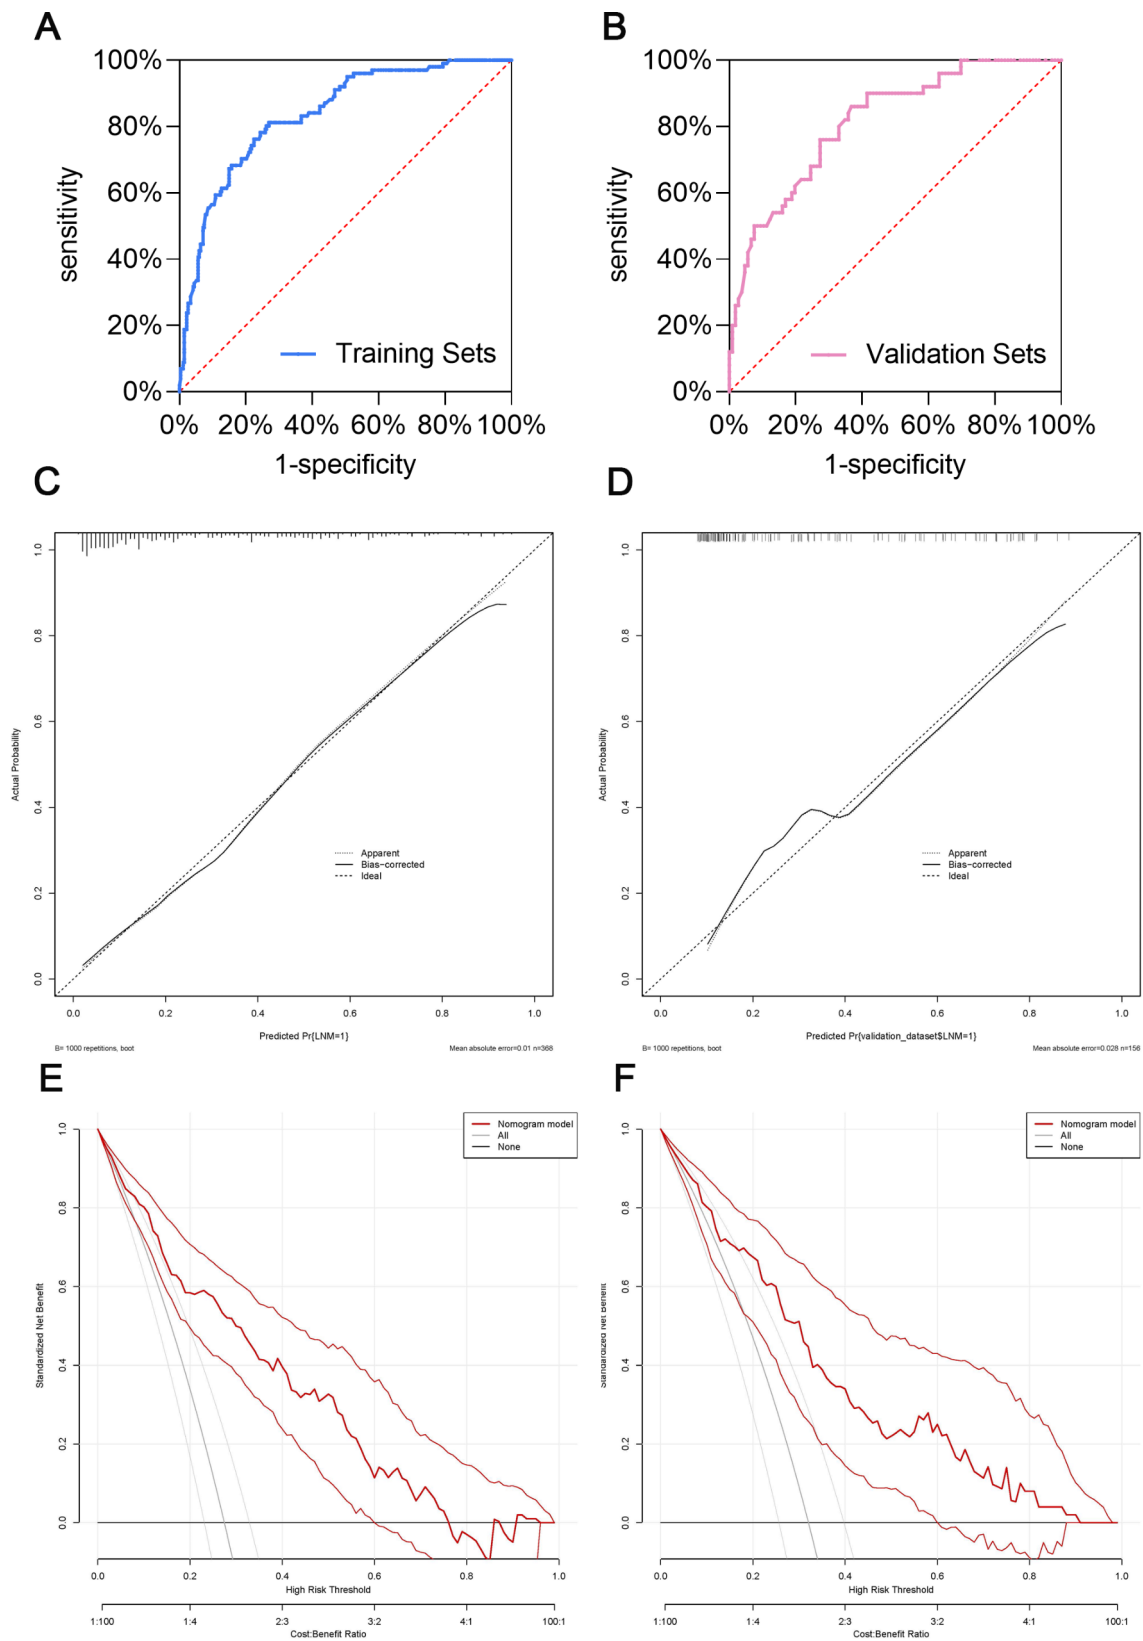 A
100%
80%
60%
40%
20%
0%
sensitivity
Training Sets
0% 20% 40% 60% 80% 100%
1-specificity
B
100%
80%
60%
40%
20%
0%
sensitivity
Validation Sets
0% 20% 40% 60% 80% 100%
1-specificity
C
1.0
0.8
0.6
0.4
0.2
0.0
Actual Probability
Apparent
Bias-corrected
Ideal
0.0 0.2 0.4 0.6 0.8 1.0
Predicted Pr{LNM=1}
B= 1000 repetitions, boot
Mean absolute error=0.01 n=368
D
1.0
0.8
0.6
0.4
0.2
0.0
Actual Probability
Apparent
Bias-corrected
Ideal
0.0 0.2 0.4 0.6 0.8 1.0
Predicted Pr{validation_dataset$LNM=1}
B= 1000 repetitions, boot
Mean absolute error=0.028 n=156
E
Nomogram model
All
None
1.0
0.8
0.6
0.4
0.2
0.0
Standardized Net Benefit
0.0 0.2 0.4 0.6 0.8 1.0
High Risk Threshold
1:100 1:4 2:3 3:2 4:1 100:1
Cost:Benefit Ratio
F
Nomogram model
All
None
1.0
0.8
0.6
0.4
0.2
0.0
Standardized Net Benefit
0.0 0.2 0.4 0.6 0.8 1.0
High Risk Threshold
1:100 1:4 2:3 3:2 4:1 100:1
Cost:Benefit Ratio